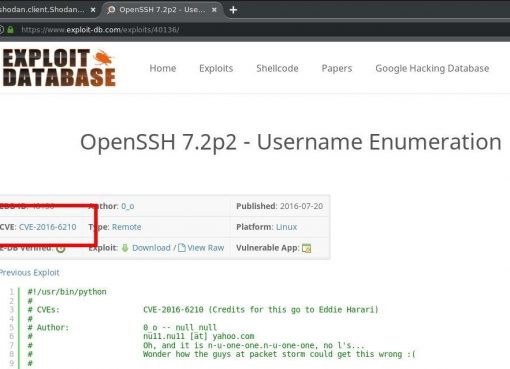 shodan.client.Shodan...
OpenSSH 7.2p2 - Use...
https://www.exploit-db.com/exploits/40136/
EXPLOIT
DATABASE
Home Exploits Shellcode Papers Google Hacking Database
OpenSSH 7.2p2 - Username Enumeration
Author: 0_o Published: 2016-07-20
CVE: CVE-2016-6210 Type: Remote Platform: Linux
E-DB Verified: Exploit: Download / View Raw Vulnerable App:
Previous Exploit
1 #!/usr/bin/python
2 #
3 # CVEs: CVE-2016-6210 (Credits for this go to Eddie Harari)
4 #
5 # Author: 0_o -- null_null
6 # nu11.nu11 [at] yahoo.com
7 # Oh, and it is n-u-one-one.n-u-one-one, no l's...
8 # Wonder how the guys at packet storm could get this wrong :(
9 #